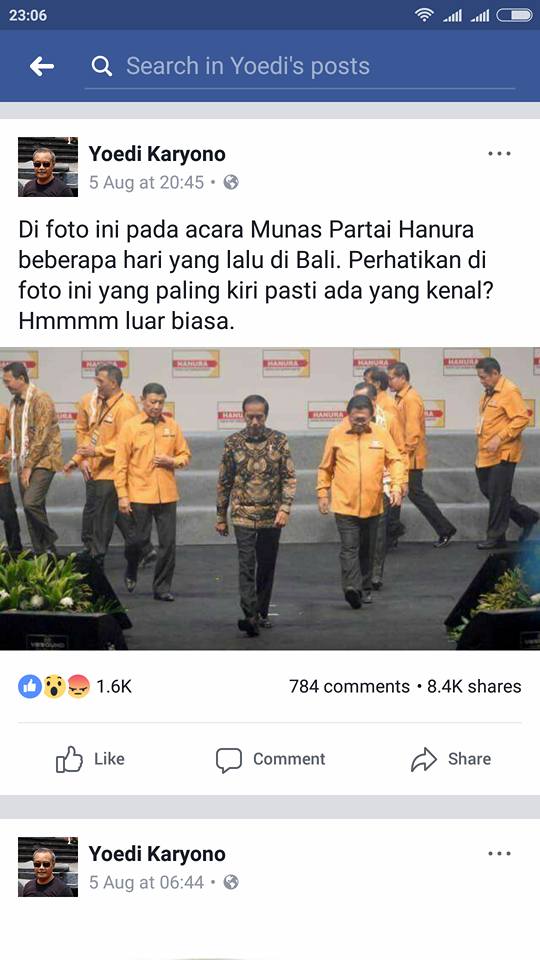 23:06
Search in Yoedi's posts
Yoedi Karyono
5 Aug at 20:45
Di foto ini pada acara Munas Partai Hanura
beberapa hari yang lalu di Bali. Perhatikan di
foto ini yang paling kiri pasti ada yang kenal?
Hmmmm luar biasa.
HANURA
HANURA
HANURA
HANURA
HANURA
HANURA
1.6K
784 comments • 8.4K shares
Like
Comment
Share
Yoedi Karyono
5 Aug at 06:44